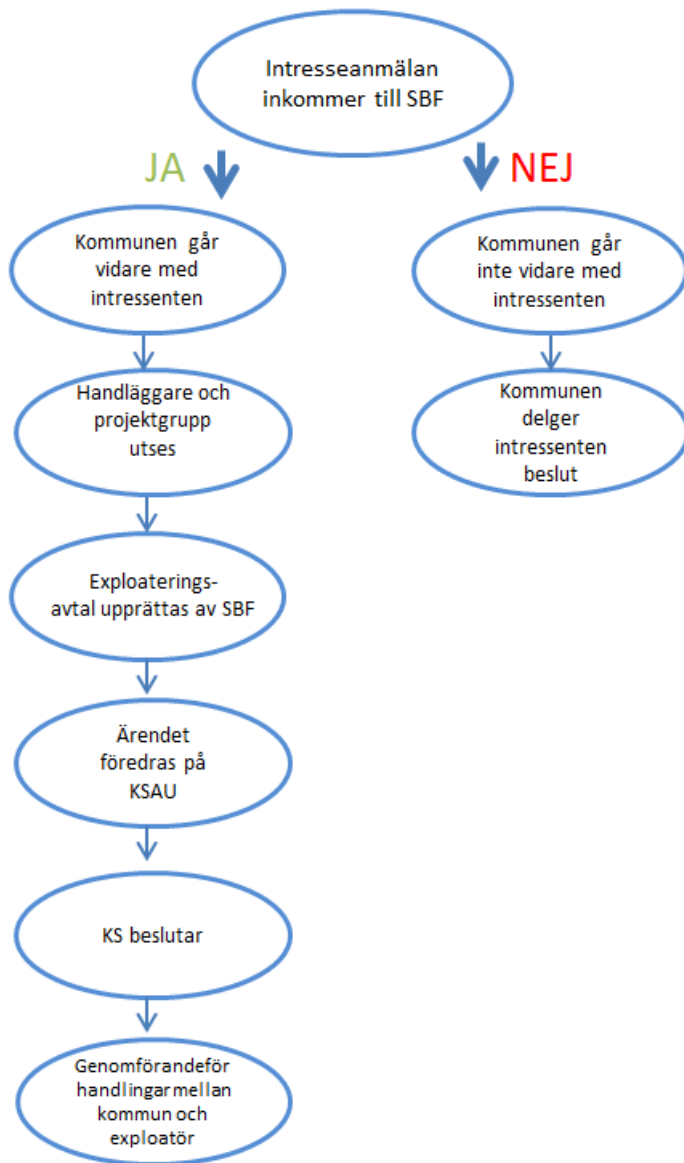 Intresseanmälan
inkommer till SBF
JA
NEJ
Kommunen går
vidare med
intressenten
Kommunen går
inte vidare med
intressenten
Handläggare och
projektgrupp
utses
Kommunen
delger
intressenten
beslut
Exploaterings-
avtal upprättas av SBF
Ärendet
föredras på
KSAU
KS beslutar
Genomförandeför
handlingar mellan
kommun och
exploatör